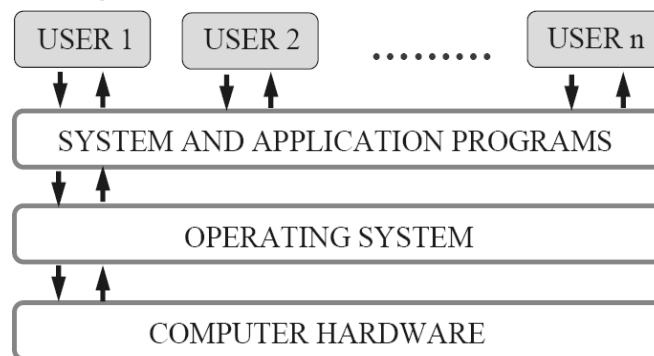 USER 1 USER 2 ......... USER n
SYSTEM AND APPLICATION PROGRAMS
OPERATING SYSTEM
COMPUTER HARDWARE